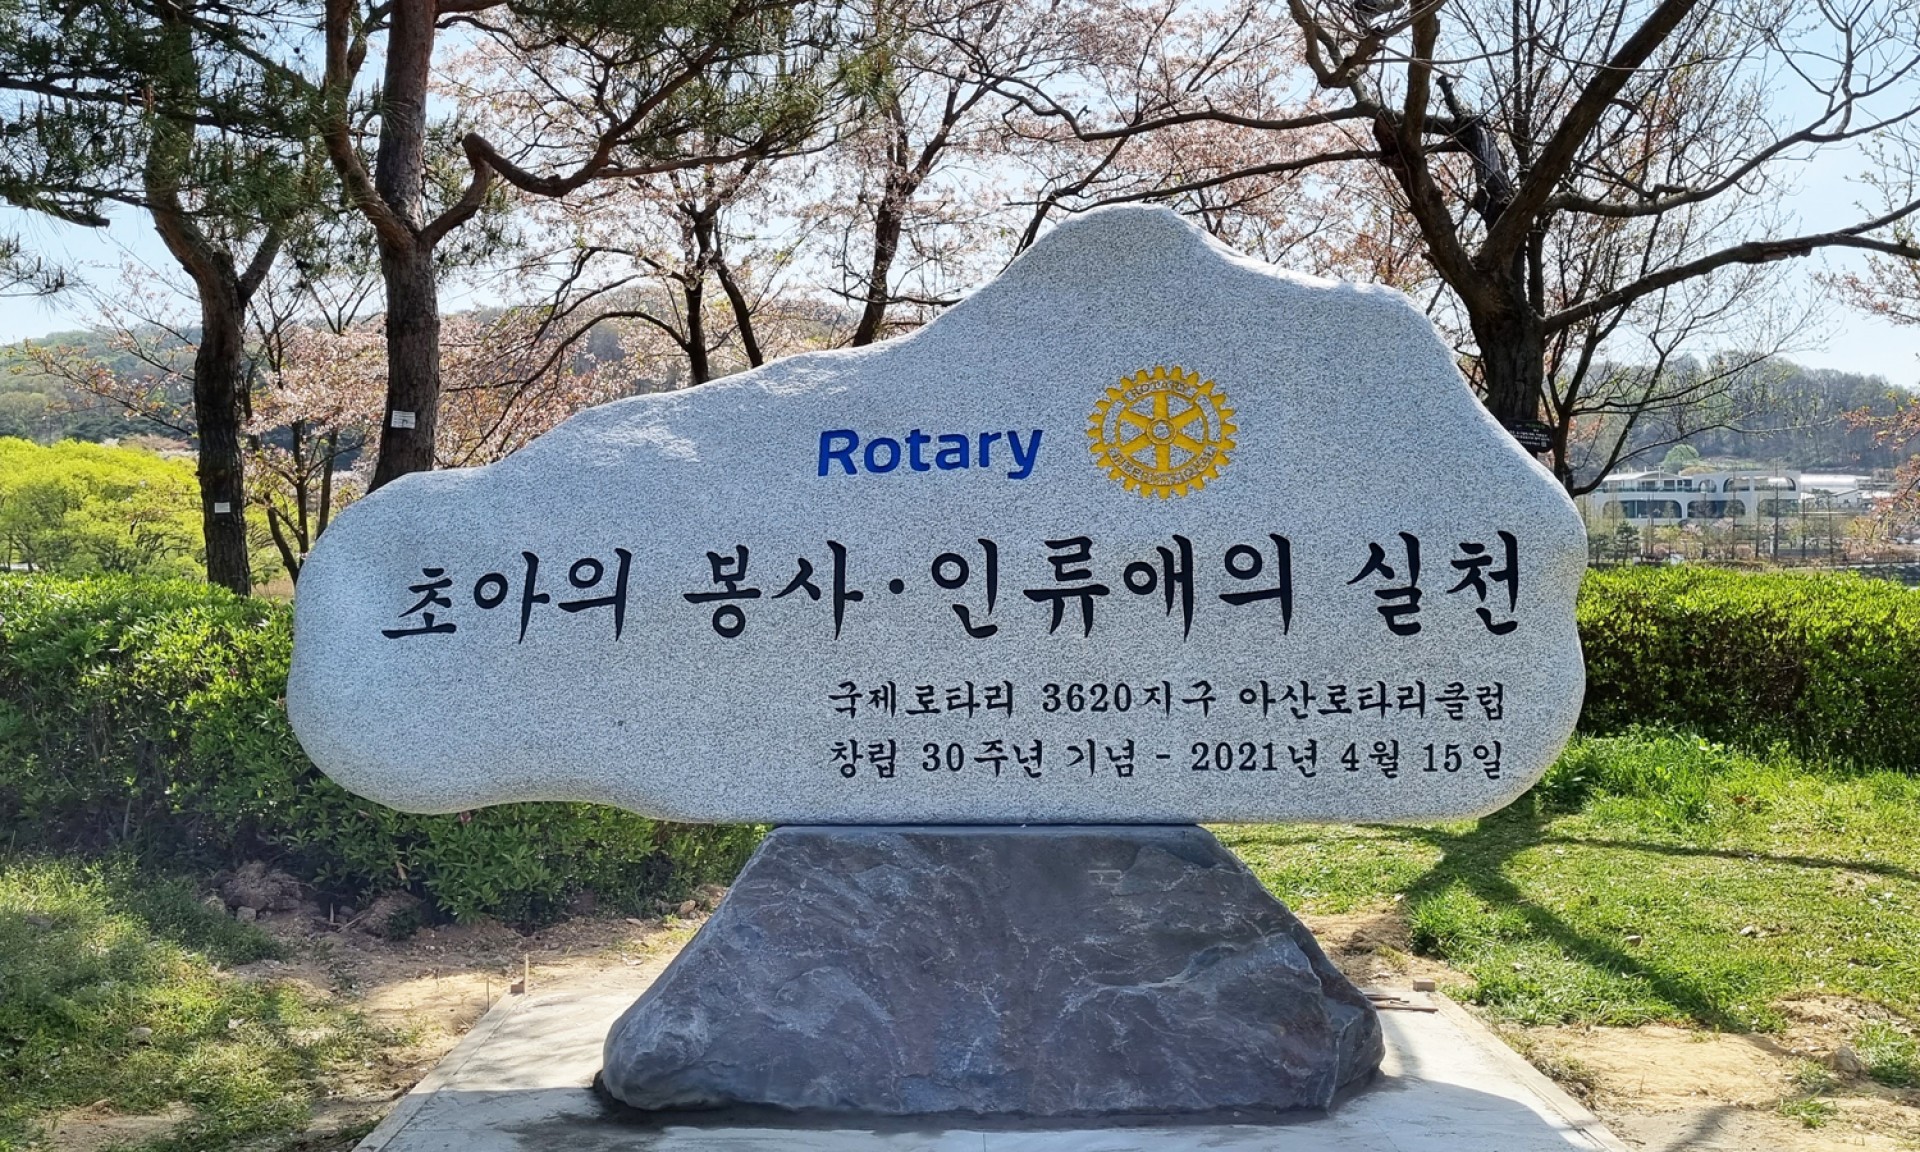 Rotary
ROTARY
INTERNATIONAL
초아의 봉사·인류애의 실천
국제로타리 3620지구 아산로타리클럽
창립 30주년 기념 - 2021년 4월 15일